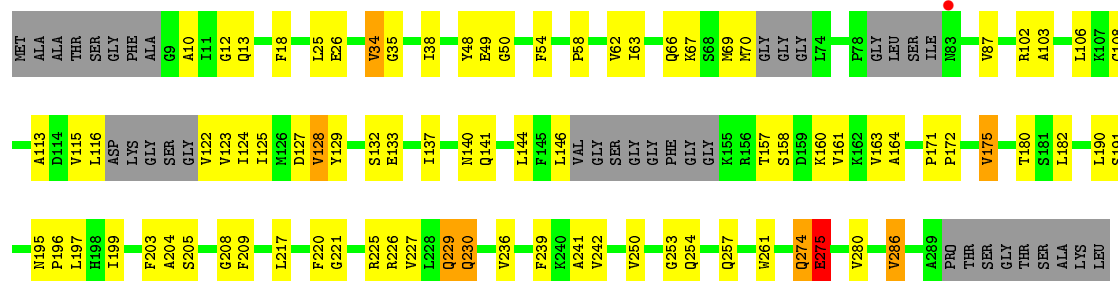 MET ALA ALA THR SER GLY PHE ALA G9 A10 I11 G12 Q13 F18 L25 E26 V34 G35 I38 Y48 E49 G50 F54 P58 V62 I63 Q66 K67 S68 M69 M70 GLY GLY GLY L74 P78 GLY LEU SER ILE N83 V87 R102 A103 L106 K107 C108
A113 D114 V115 L116 ASP LYS GLY SER GLY V122 V123 I124 I125 M126 D127 V128 Y129 S132 E133 I137 N140 Q141 L144 F145 L146 VAL GLY SER GLY GLY PHE GLY GLY K155 R156 T157 S158 D159 K160 V161 K162 V163 A164 P171 P172 V175 T180 S181 L182 L190 S191
N195 P196 L197 H198 I199 F203 A204 S205 G208 F209 L217 F220 G221 R225 R226 V227 L228 Q229 Q230 V236 F239 K240 A241 V242 V250 G253 Q254 Q257 W261 Q274 E275 V280 V286 A289 PRO THR SER GLY THR SER ALA LYS LEU